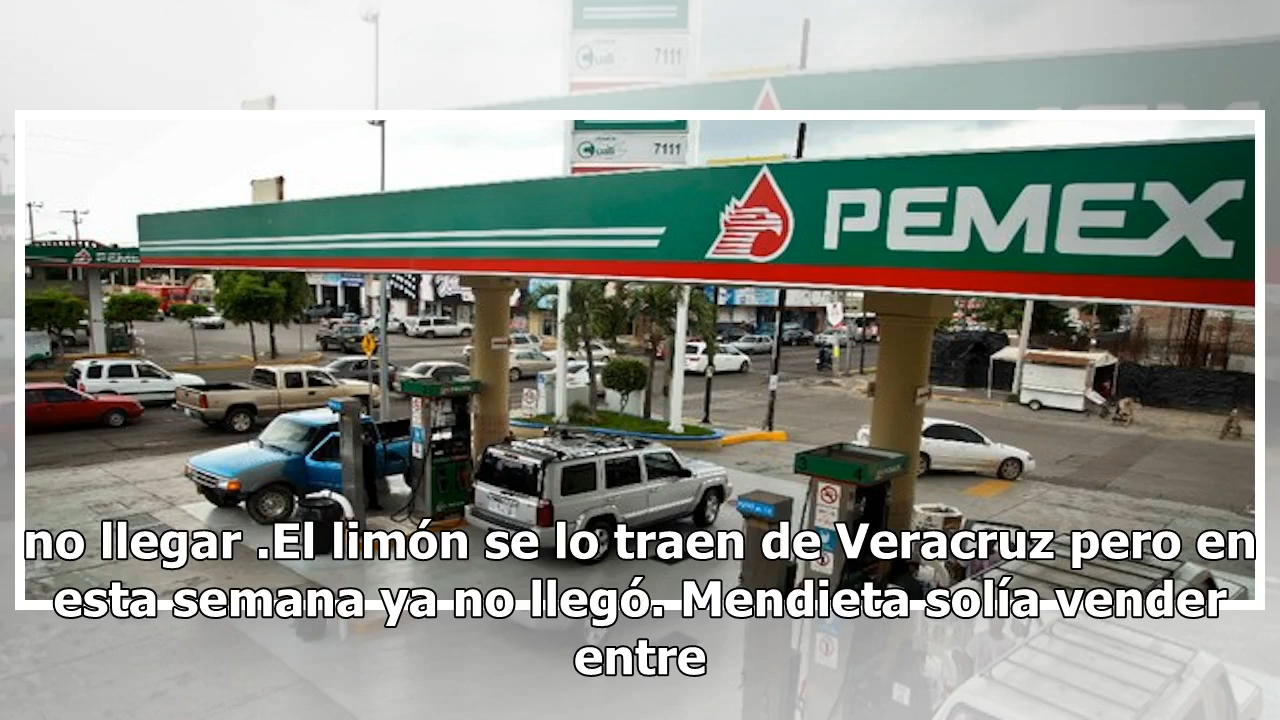 7111
7111
PEMEX
no llegar .El limón se lo traen de Veracruz pero en
esta semana ya no llegó. Mendieta solía vender
entre